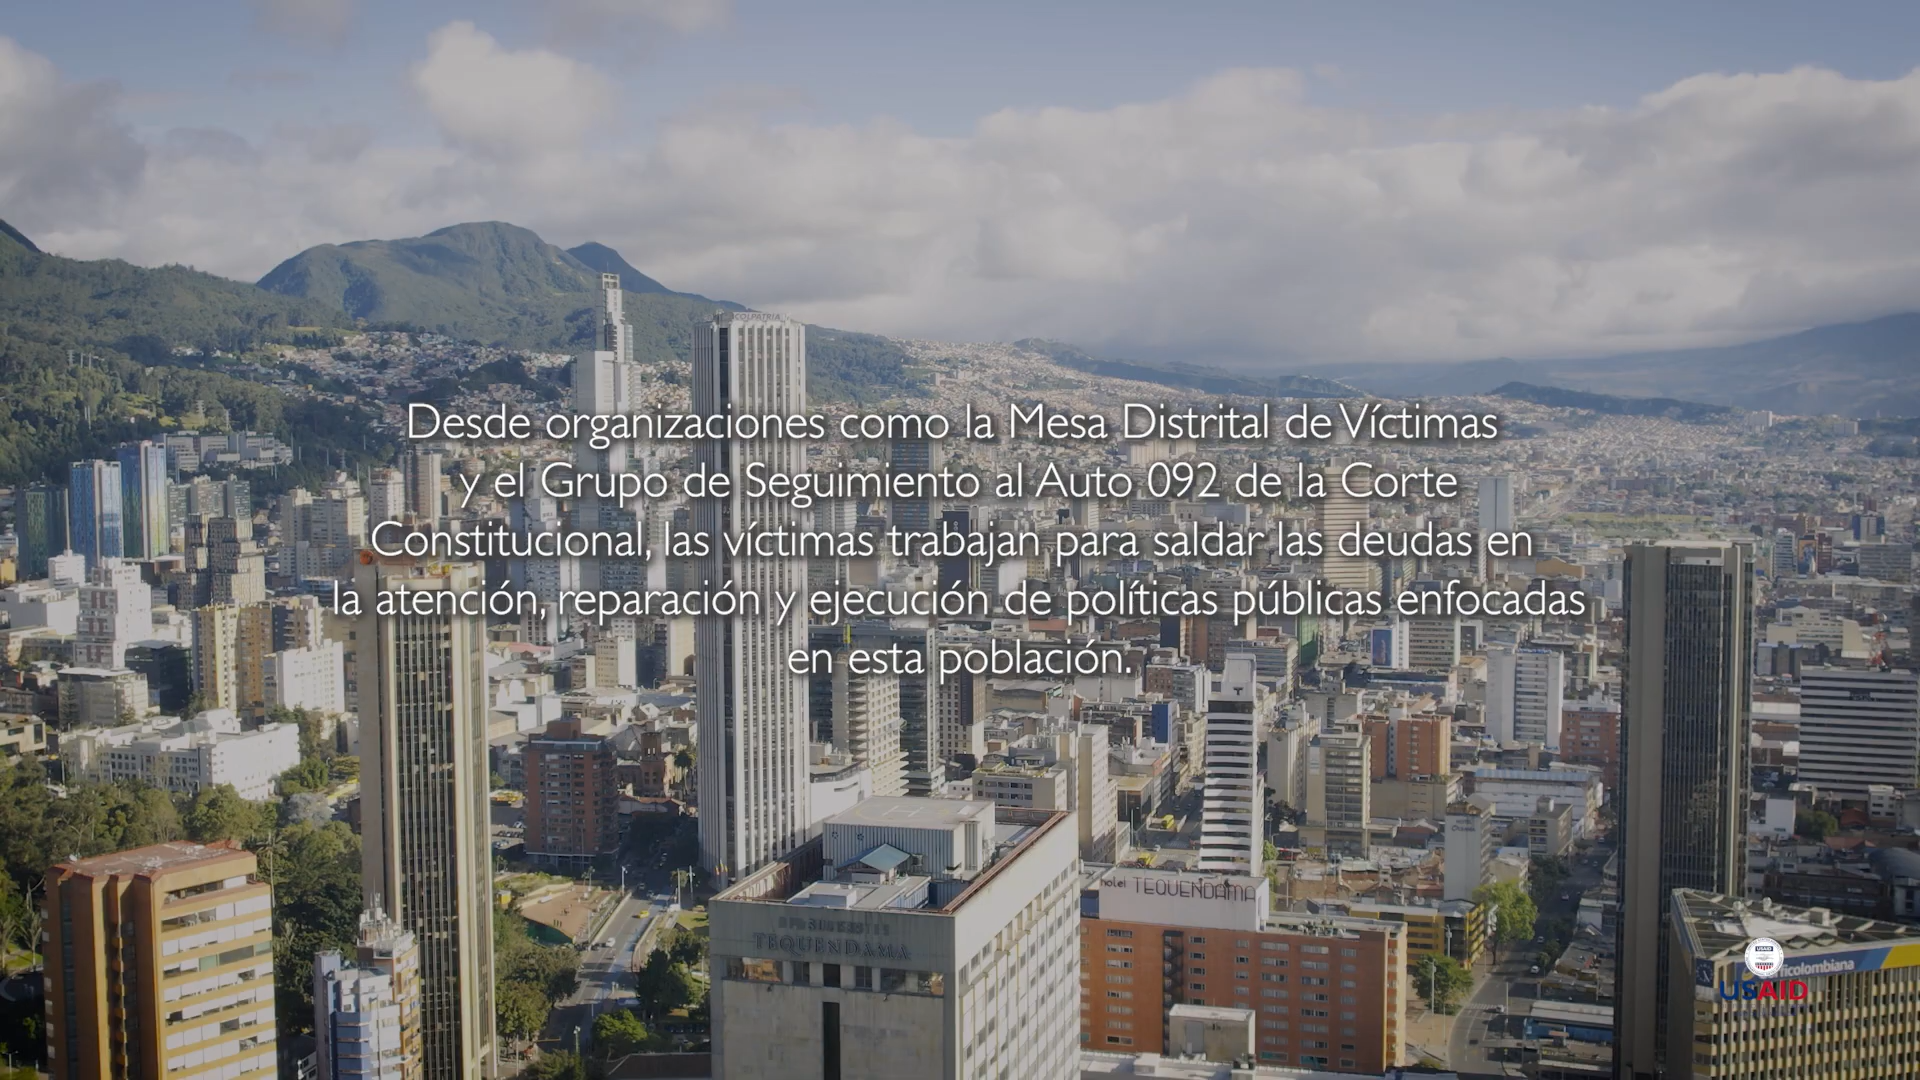 COLPATRIA
Desde organizaciones como la Mesa Distrital de Víctimas
y el Grupo de Seguimiento al Auto 092 de la Corte
Constitucional, las víctimas trabajan para saldar las deudas en
la atención, reparación y ejecución de políticas públicas enfocadas
en esta población.
hotel TEQUENDAMA
TEQUENDAMA
ticolombiana
USAID